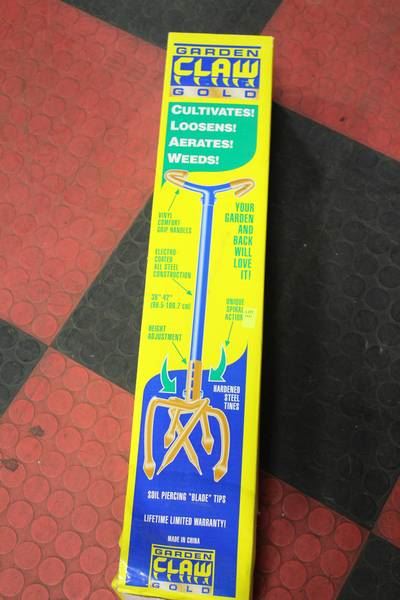 GARDEN
CLAW
GOLD
CULTIVATES!
LOOSENS!
AERATES!
WEEDS!
YOUR
GARDEN
AND
BACK
WILL
LOVE
IT!
VINYL
COMFORT
GRIP HANDLES
ELECTRO
COATED
ALL STEEL
CONSTRUCTION
UNIQUE
SPIRAL
ACTION
HEIGHT
ADJUSTMENT
HARDENED
STEEL
TINES
SOIL PIERCING "BLADE" TIPS
LIFETIME LIMITED WARRANTY!
MADE IN CHINA
GARDEN
CLAW
GOLD